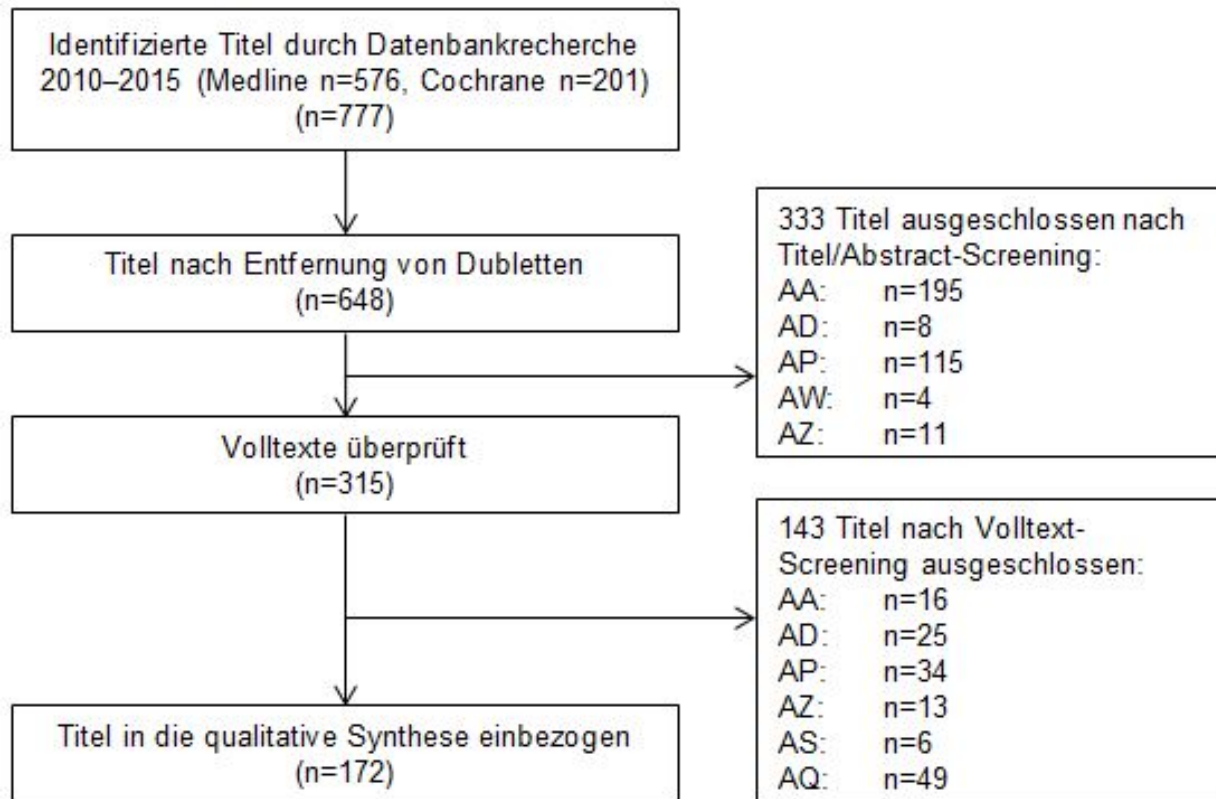 Identifizierte Titel durch Datenbankrecherche
2010–2015 (Medline n=576, Cochrane n=201)
(n=777)
Titel nach Entfernung von Dubletten
(n=648)
333 Titel ausgeschlossen nach
Titel/Abstract-Screening:
AA: n=195
AD: n=8
AP: n=115
AW: n=4
AZ: n=11
Volltexte überprüft
(n=315)
143 Titel nach Volltext-
Screening ausgeschlossen:
AA: n=16
AD: n=25
AP: n=34
AZ: n=13
AS: n=6
AQ: n=49
Titel in die qualitative Synthese einbezogen
(n=172)